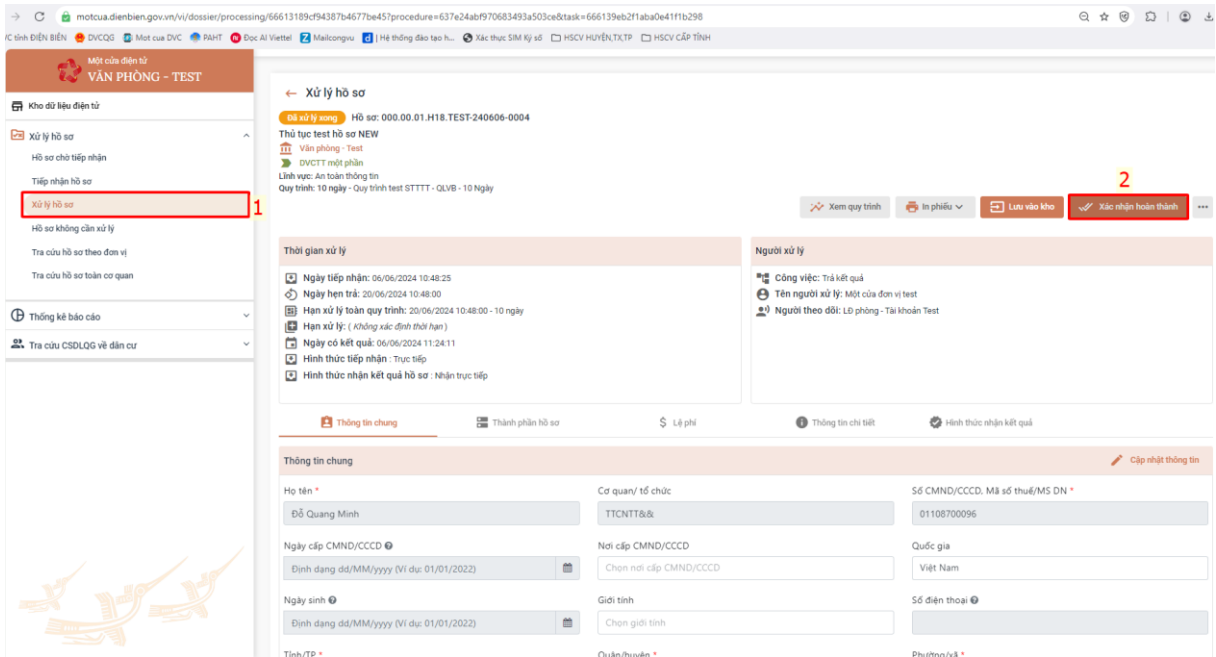 motcua.dienbien.gov.vn/vi/dossier/processing/66613189cf94387b4677be45?procedure=637e24abf970683493a503ce&task=666139eb2f1aba0e41f1b298
VC tỉnh ĐIỆN BIÊN
DVCQG
Mot cua DVC
PAHT
Đọc AI Viettel
Mailcongvu
| Hệ thống đào tạo h...
Xác thực SIM Ký số
HSCV HUYỆN,TX,TP
HSCV CẤP TỈNH
Một cửa điện tử
VĂN PHÒNG - TEST
Kho dữ liệu điện tử
Xử lý hồ sơ
Hồ sơ chờ tiếp nhận
Tiếp nhận hồ sơ
Xử lý hồ sơ
1
Hồ sơ không cần xử lý
Tra cứu hồ sơ theo đơn vị
Tra cứu hồ sơ toàn cơ quan
Thống kê báo cáo
Tra cứu CSDLQG về dân cư
← Xử lý hồ sơ
Đã xử lý xong Hồ sơ: 000.00.01.H18.TEST-240606-0004
Thủ tục test hồ sơ NEW
Văn phòng - Test
DVCTT một phần
Lĩnh vực: An toàn thông tin
Quy trình: 10 ngày - Quy trình test STTTT - QLVB - 10 Ngày
2
Xem quy trình
In phiếu
Lưu vào kho
Xác nhận hoàn thành
Thời gian xử lý
Ngày tiếp nhận: 06/06/2024 10:48:25
Ngày hẹn trả: 20/06/2024 10:48:00
Hạn xử lý toàn quy trình: 20/06/2024 10:48:00 - 10 ngày
Hạn xử lý: ( Không xác định thời hạn )
Ngày có kết quả: 06/06/2024 11:24:11
Hình thức tiếp nhận : Trực tiếp
Hình thức nhận kết quả hồ sơ : Nhận trực tiếp
Người xử lý
Công việc: Trả kết quả
Tên người xử lý: Một cửa đơn vị test
Người theo dõi: LĐ phòng - Tài khoản Test
Thông tin chung
Thành phần hồ sơ
$ Lệ phí
Thông tin chi tiết
Hình thức nhận kết quả
Thông tin chung
Cập nhật thông tin
Họ tên *
Cơ quan/ tổ chức
Số CMND/CCCD, Mã số thuế/MS DN *
Đỗ Quang Minh
TTCNTT&&
01108700096
Ngày cấp CMND/CCCD
Nơi cấp CMND/CCCD
Quốc gia
Định dạng dd/MM/yyyy (Ví dụ: 01/01/2022)
Chọn nơi cấp CMND/CCCD
Việt Nam
Ngày sinh
Giới tính
Số điện thoại
Định dạng dd/MM/yyyy (Ví dụ: 01/01/2022)
Chọn giới tính
Tỉnh/TP *
Quận/huyện *
Phường/xã *